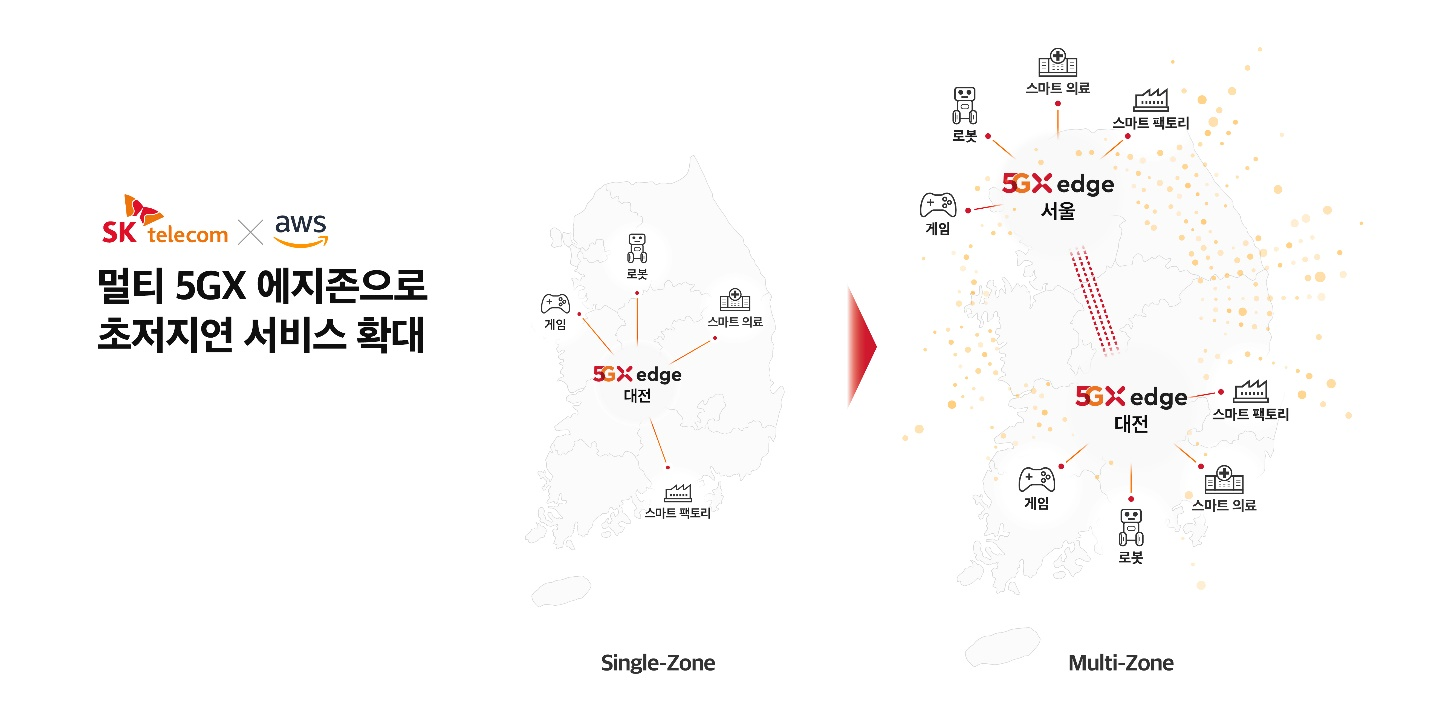 SK telecom
aws
멀티 5GX 에지존으로
초저지연 서비스 확대
로봇
게임
스마트 의료
5GX edge
대전
스마트 팩토리
Single-Zone
스마트 의료
로봇
스마트 팩토리
게임
5GX edge
서울
5GX edge
대전
스마트 팩토리
게임
스마트 의료
로봇
Multi-Zone